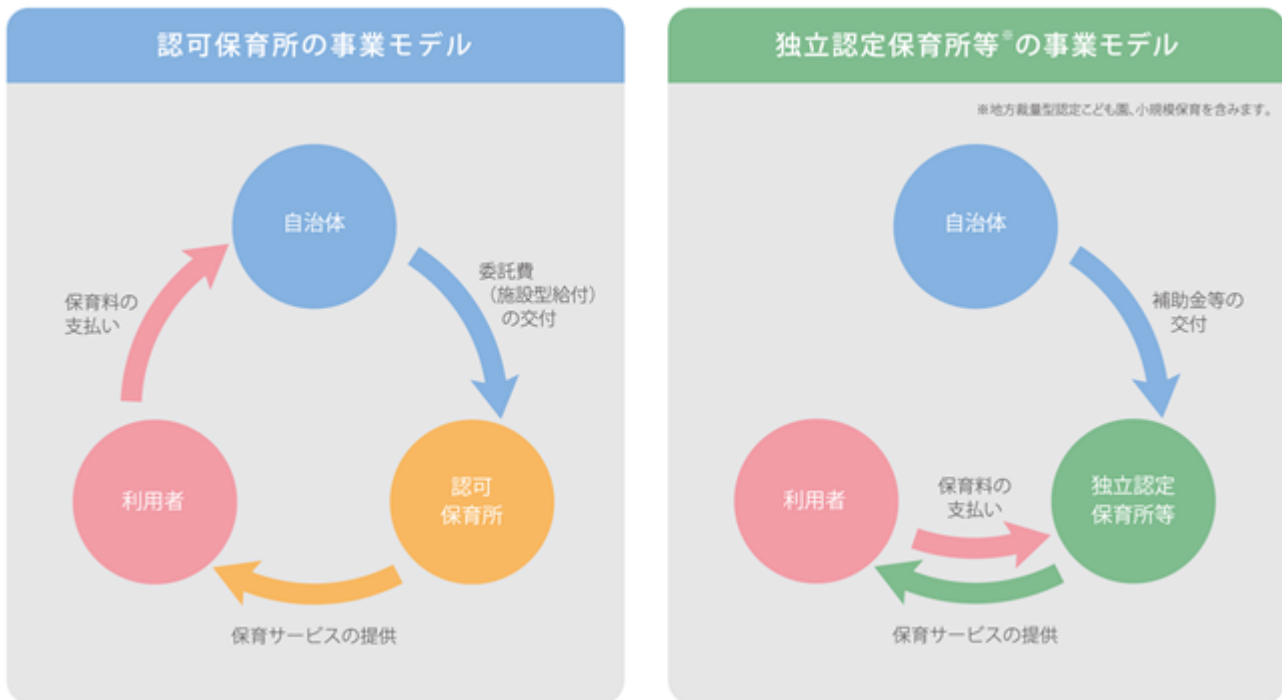 認可保育所の事業モデル
自治体
保育料の
支払い
委託費
（施設型給付）
の交付
利用者
認可
保育所
保育サービスの提供
独立認定保育所等※の事業モデル
※地方裁量型認定こども園、小規模保育を含みます。
自治体
補助金等の
交付
利用者
保育料の
支払い
独立認定
保育所等
保育サービスの提供